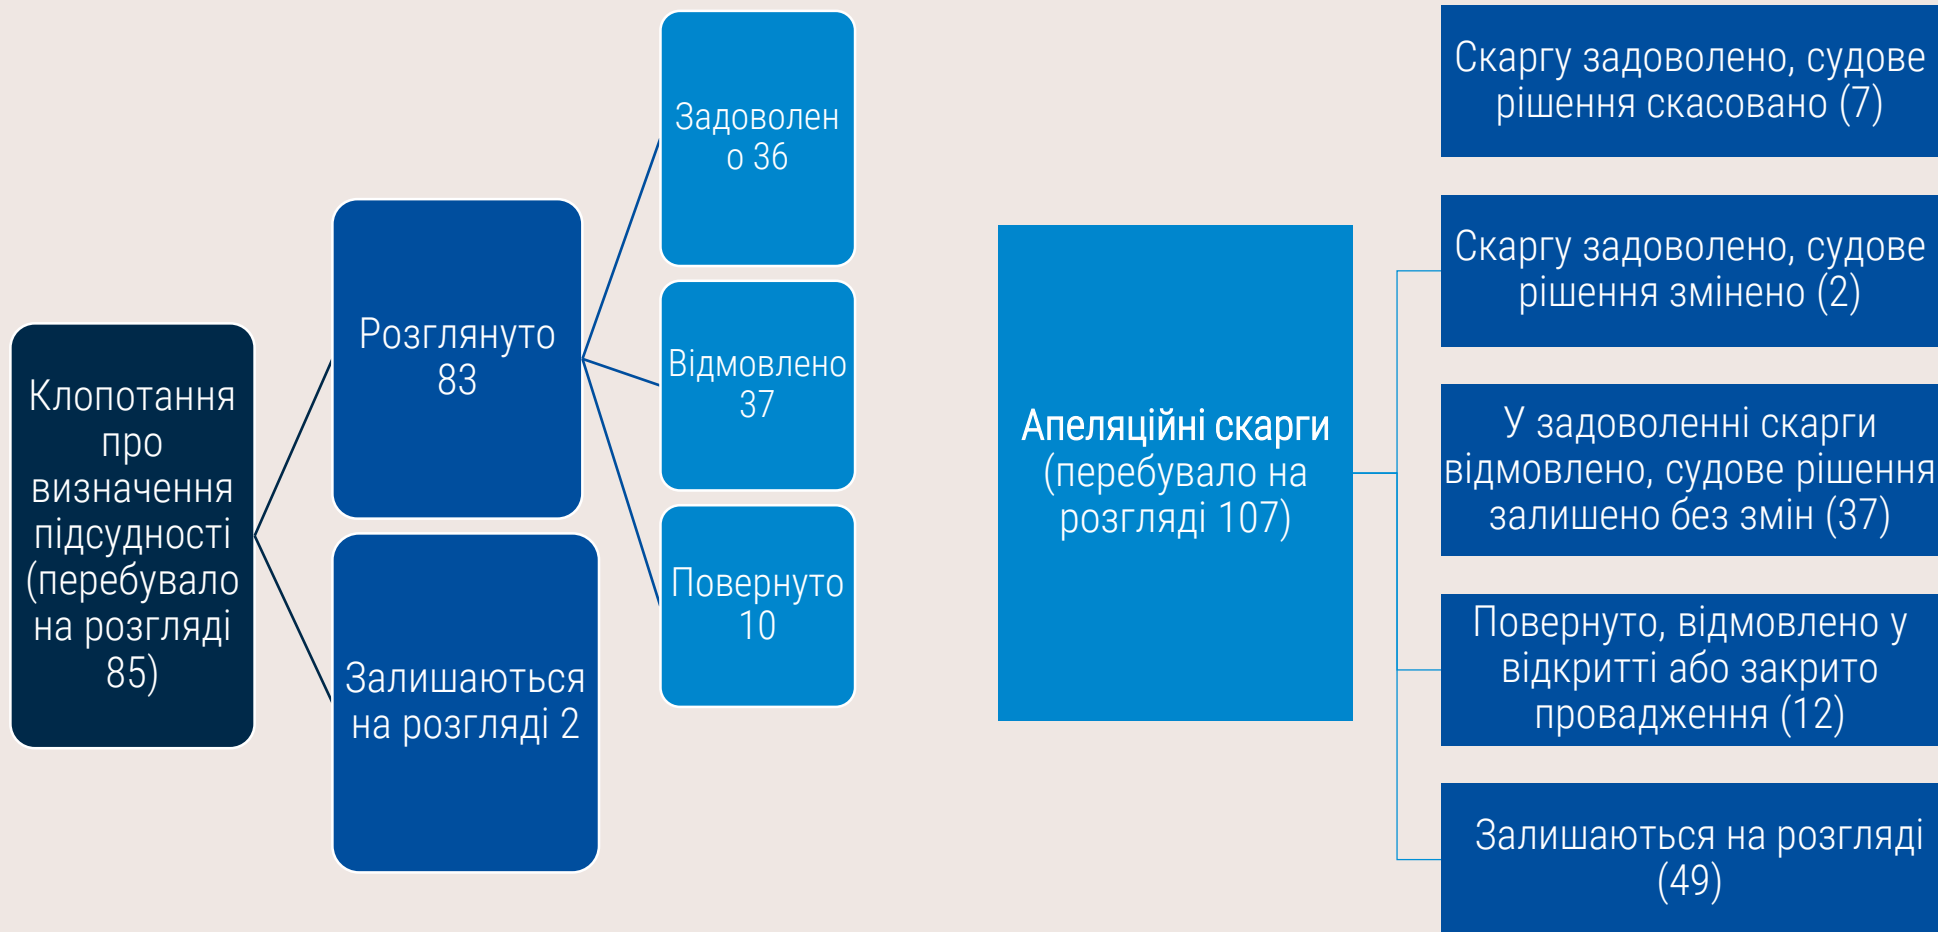 Клопотання
про
визначення
підсудності
(перебувало
на розгляді
85)
Розглянуто
83
Залишаються
на розгляді 2
Задоволен
о 36
Відмовлено
37
Повернуто
10
Апеляційні скарги
(перебувало на
розгляді 107)
Скаргу задоволено, судове
рішення скасовано (7)
Скаргу задоволено, судове
рішення змінено (2)
У задоволенні скарги
відмовлено, судове рішення
залишено без змін (37)
Повернуто, відмовлено у
відкритті або закрито
провадження (12)
Залишаються на розгляді
(49)